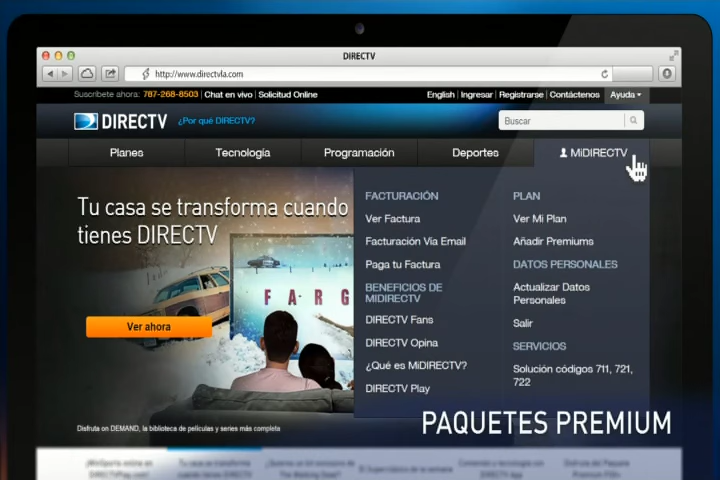 DIRECTV
http://www.directvla.com
Suscríbete ahora: 787-268-8503 | Chat en vivo | Solicitud Online
English | Ingresar | Registrarse | Contáctenos Ayuda
DIRECTV ¿Por qué DIRECTV?
Buscar
Planes Tecnología Programación Deportes MiDIRECTV
Tu casa se transforma cuando
tienes DIRECTV
FARG
Ver ahora
FACTURACIÓN
Ver Factura
Facturación Via Email
Paga tu Factura
BENEFICIOS DE
MIDIRECTV
DIRECTV Fans
DIRECTV Opina
¿Qué es MiDIRECTV?
DIRECTV Play
PLAN
Ver Mi Plan
Añadir Premiums
DATOS PERSONALES
Actualizar Datos
Personales
Salir
SERVICIOS
Solución códigos 711, 721,
722
PAQUETES PREMIUM
Disfruta on DEMAND, la biblioteca de películas y series más completa